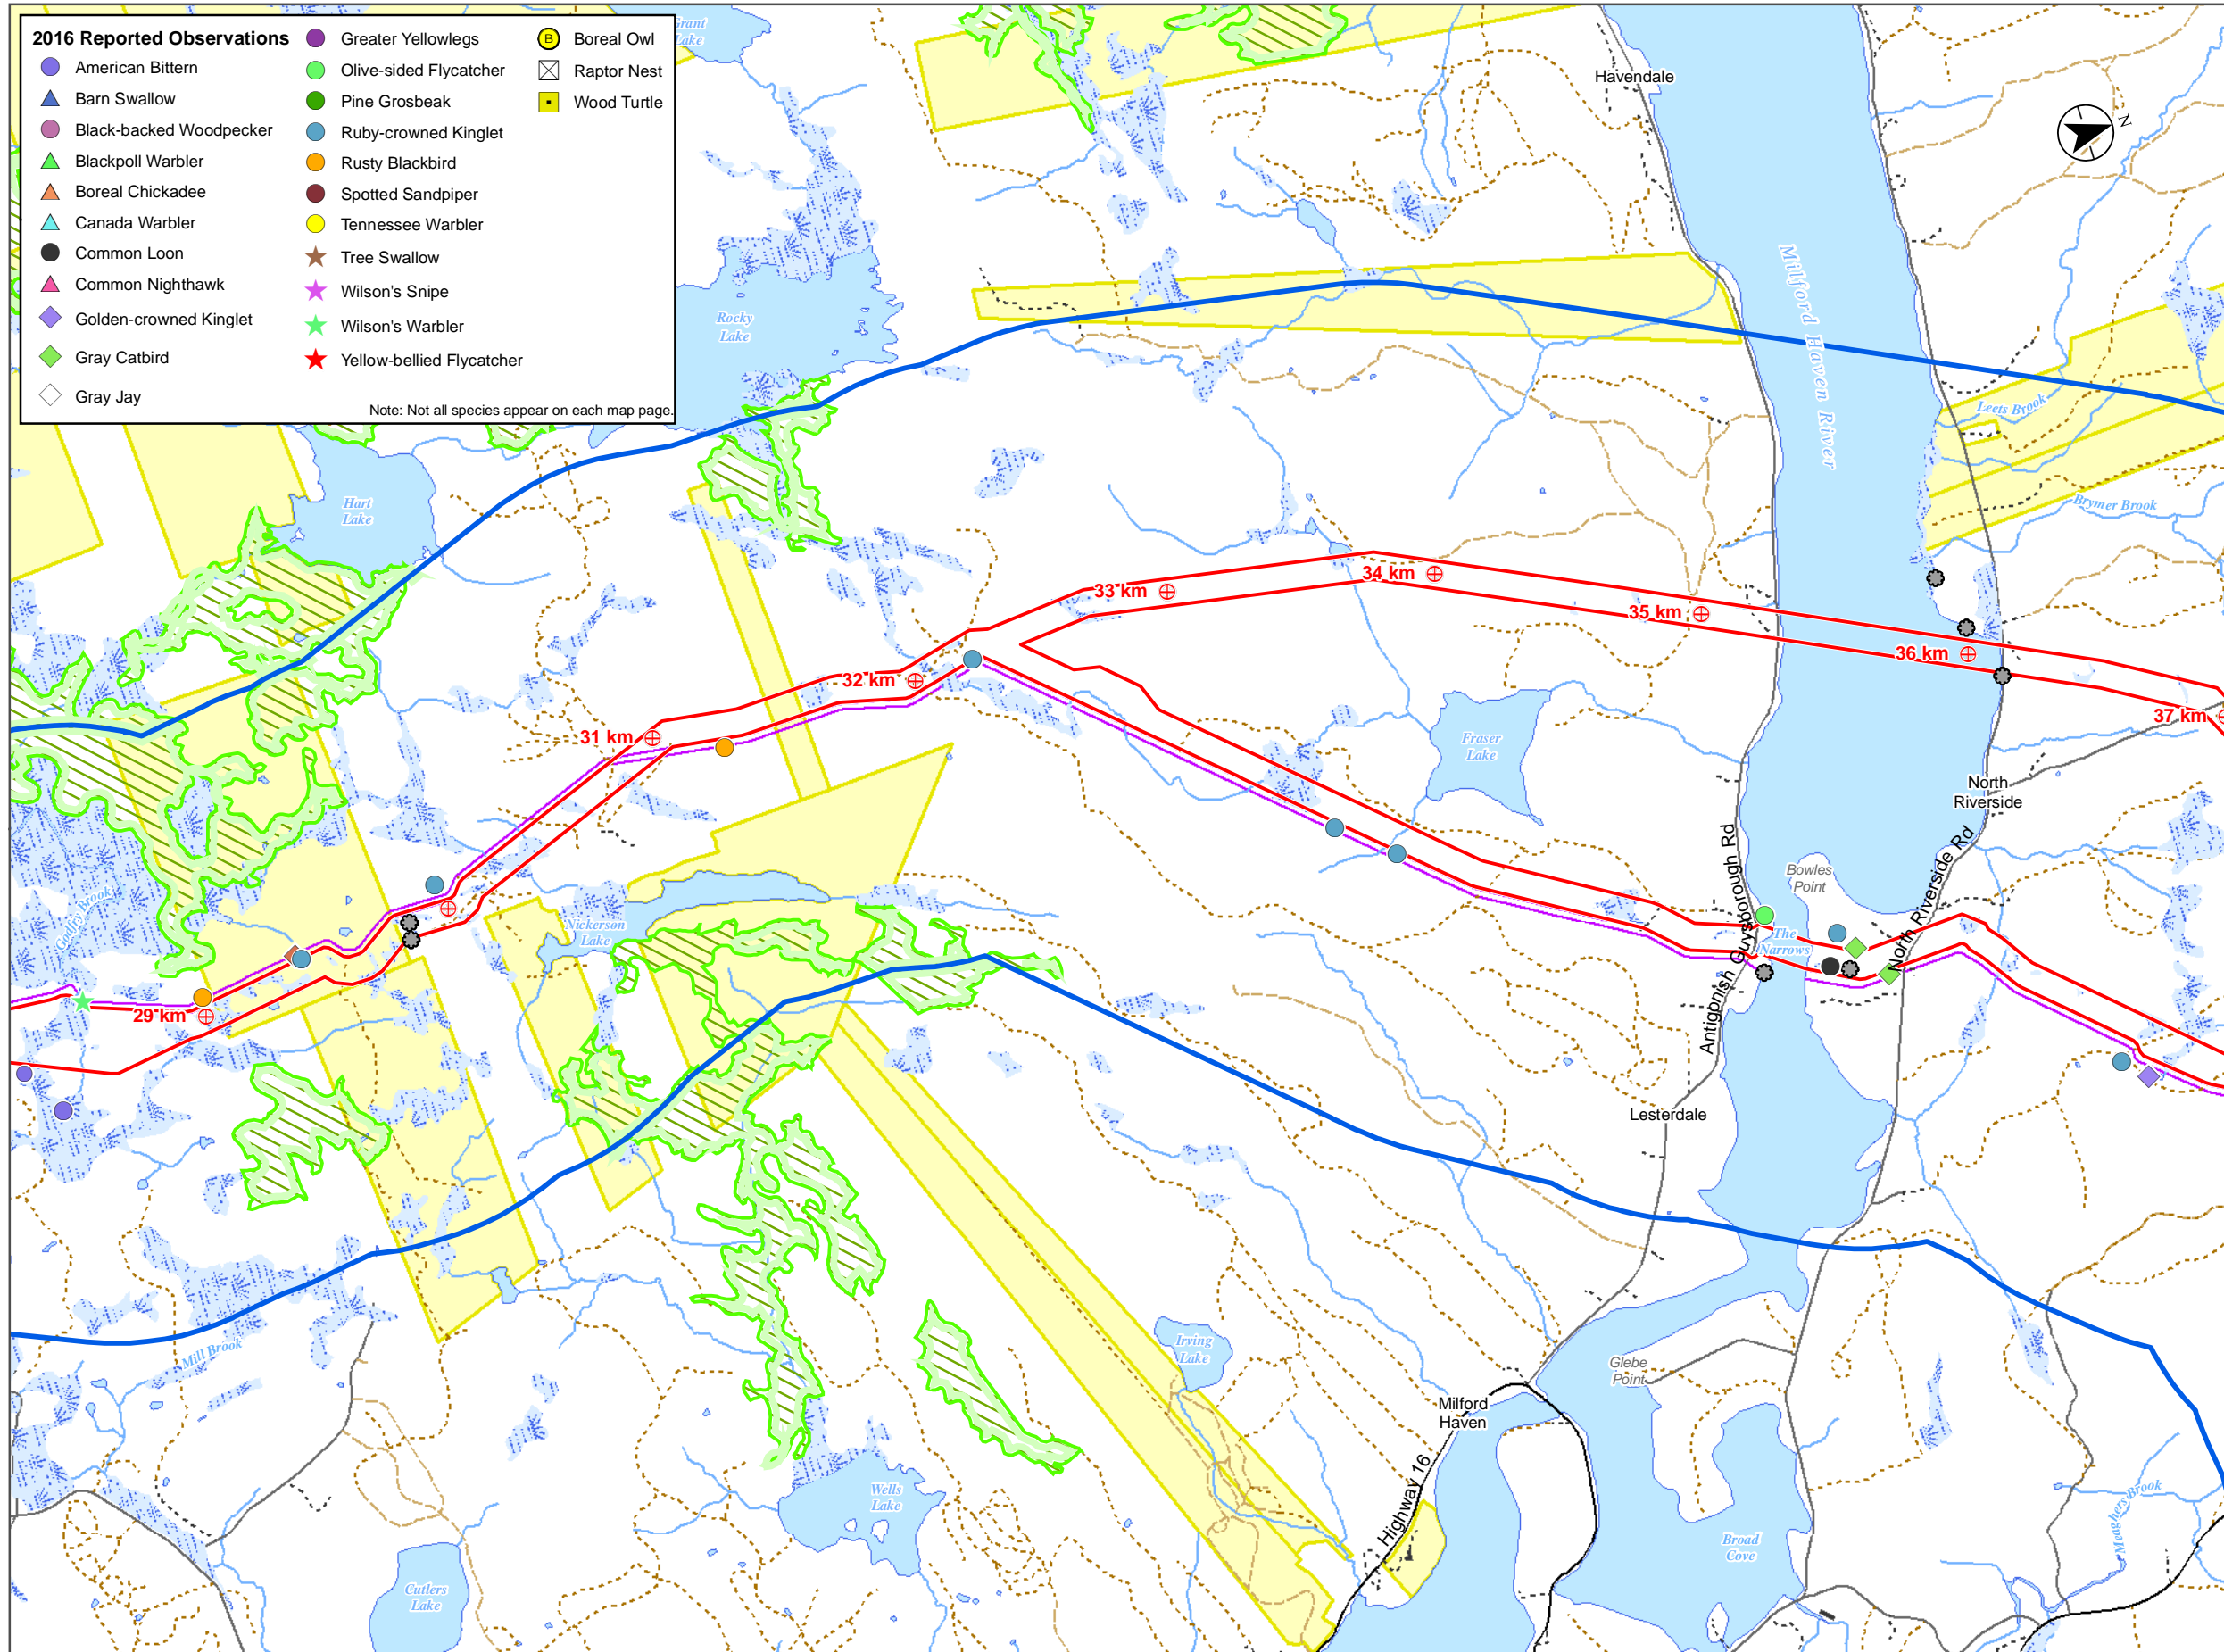 2016 Reported Observations
American Bittern
Barn Swallow
Black-backed Woodpecker
Blackpoll Warbler
Boreal Chickadee
Canada Warbler
Common Loon
Common Nighthawk
Golden-crowned Kinglet
Gray Catbird
Gray Jay
Greater Yellowlegs
Olive-sided Flycatcher
Pine Grosbeak
Ruby-crowned Kinglet
Rusty Blackbird
Spotted Sandpiper
Tennessee Warbler
Tree Swallow
Wilson's Snipe
Wilson's Warbler
Yellow-bellied Flycatcher
B
Boreal Owl
Raptor Nest
Wood Turtle
Note: Not all species appear on each map page.
Grant
Lake
Havendale
N
Milford Haven River
Rocky
Lake
Leets Brook
Brymer Brook
Hart
Lake
33 km
34 km
35 km
36 km
37 km
32 km
31 km
29 km
Fraser
Lake
North
Riverside
Bowles
Point
The
Narrows
Antigonish Guysborough Rd
North Riverside Rd
Nickerson
Lake
Lesterdale
Mill Brook
Irving
Lake
Glebe
Point
Milford
Haven
Highway 16
Wells
Lake
Cutlers
Lake
Broad
Cove
Meaghers Brook